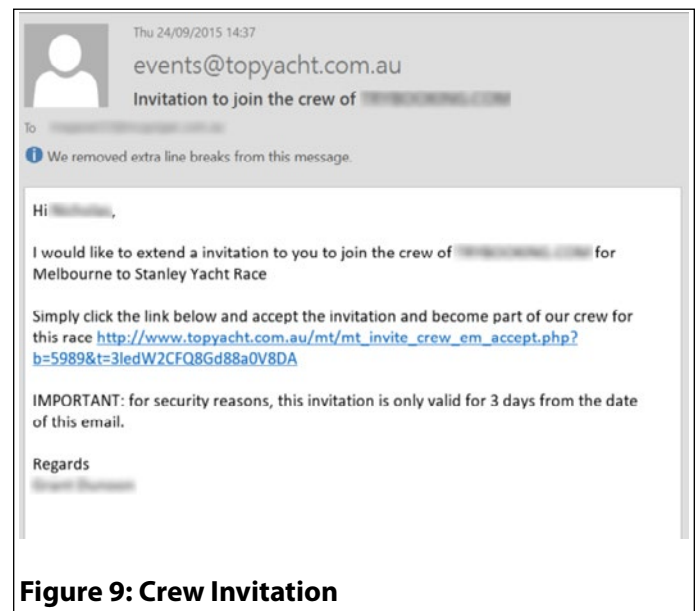 Thu 24/09/2015 14:37
events@topyacht.com.au
Invitation to join the crew of
To
We removed extra line breaks from this message.
Hi ,
I would like to extend a invitation to you to join the crew of for
Melbourne to Stanley Yacht Race
Simply click the link below and accept the invitation and become part of our crew for
this race http://www.topyacht.com.au/mt/mt_invite_crew_em_accept.php?
b=5989&t=3ledW2CFQ8Gd88a0V8DA
IMPORTANT: for security reasons, this invitation is only valid for 3 days from the date
of this email.
Regards
Figure 9: Crew Invitation